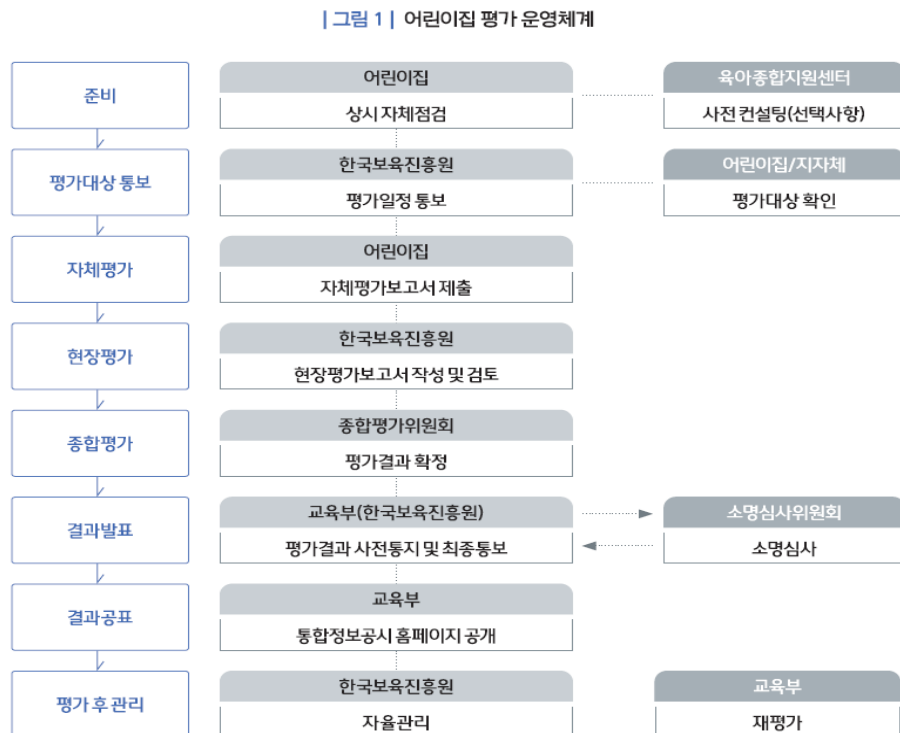 | 그림 1 | 어린이집 평가 운영체계
준비
어린이집
상시 자체점검
육아종합지원센터
사전 컨설팅(선택사항)
평가대상 통보
한국보육진흥원
평가일정 통보
어린이집/지자체
평가대상 확인
자체평가
어린이집
자체평가보고서 제출
현장평가
한국보육진흥원
현장평가보고서 작성 및 검토
종합평가
종합평가위원회
평가결과 확정
결과발표
교육부(한국보육진흥원)
평가결과 사전통지 및 최종통보
소명심사위원회
소명심사
결과공표
교육부
통합정보공시 홈페이지 공개
평가 후 관리
한국보육진흥원
자율관리
교육부
재평가